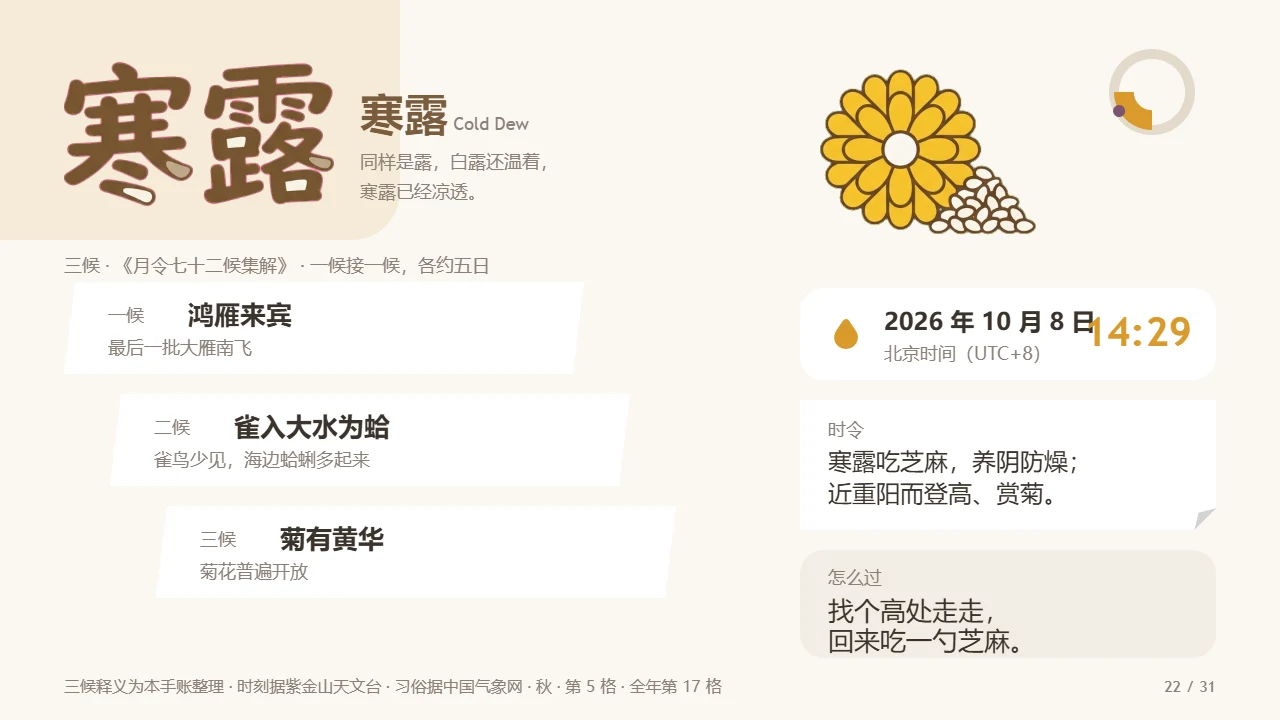 寒露
寒露 Cold Dew
同样是露，白露还温着，
寒露已经凉透。
三候 · 《月令七十二候集解》 · 一候接一候，各约五日
一候 鸿雁来宾
最后一批大雁南飞
二候 雀入大水为蛤
雀鸟少见，海边蛤蜊多起来
三候 菊有黄华
菊花普遍开放
2026 年 10 月 8 日 14:29
北京时间（UTC+8）
时令
寒露吃芝麻，养阴防燥；
近重阳而登高、赏菊。
怎么过
找个高处走走，
回来吃一勺芝麻。
三候释义为本手账整理 · 时刻据紫金山天文台 · 习俗据中国气象网 · 秋 · 第 5 格 · 全年第 17 格
22 / 31